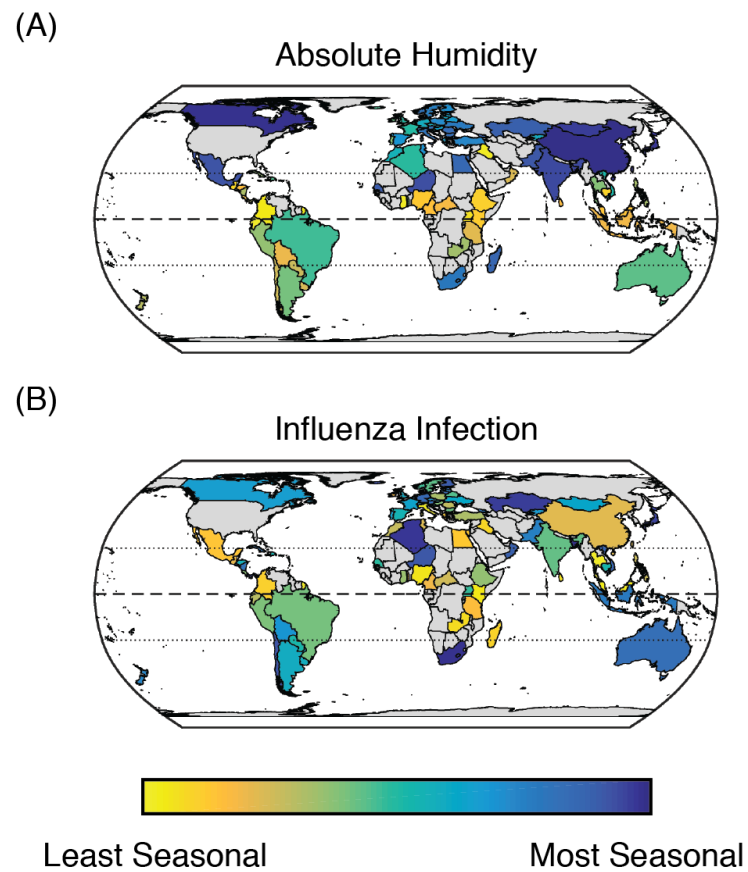 (A)
Absolute Humidity
(B)
Influenza Infection
Least Seasonal
Most Seasonal